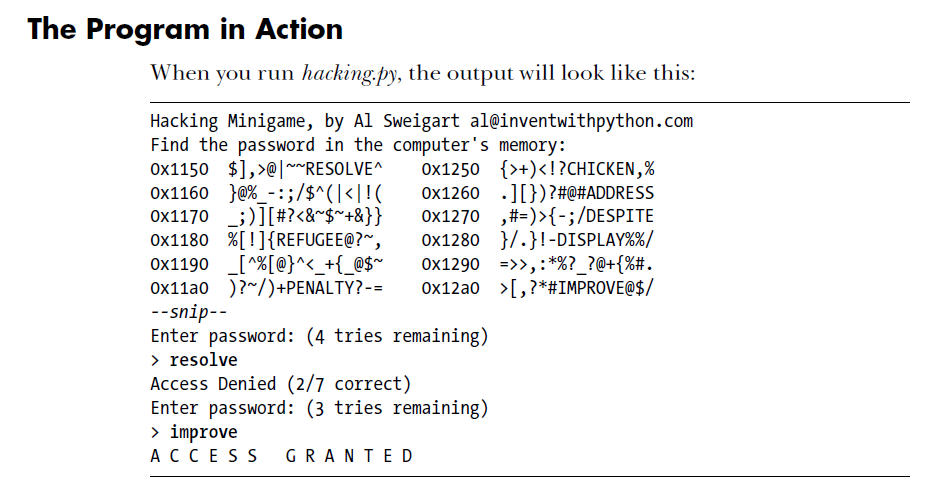 The Program in Action
When you run hacking.py, the output will look like this:
Hacking Minigame, by Al Sweigart al@inventwithpython.com
Find the password in the computer's memory:
0x1150  $],>@|~~RESOLVE^    0x1250  {>+)<!?CHICKEN,%
0x1160  }@%_-:;/$^(|<|!(    0x1260  .][})?#@#ADDRESS
0x1170  _;)][#?<&~$~+&}}    0x1270  ,#=)>{-;/DESPITE
0x1180  %[!]{REFUGEE@?~,    0x1280  }/.}!-DISPLAY%%/
0x1190  _[^%[@}^<_+{_@$~    0x1290  =>>,:*%?_?@+{%#.
0x11a0  )?~/)+PENALTY?-=    0x12a0  >[,?*#IMPROVE@$/
--snip--
Enter password: (4 tries remaining)
> resolve
Access Denied (2/7 correct)
Enter password: (3 tries remaining)
> improve
A C C E S S   G R A N T E D